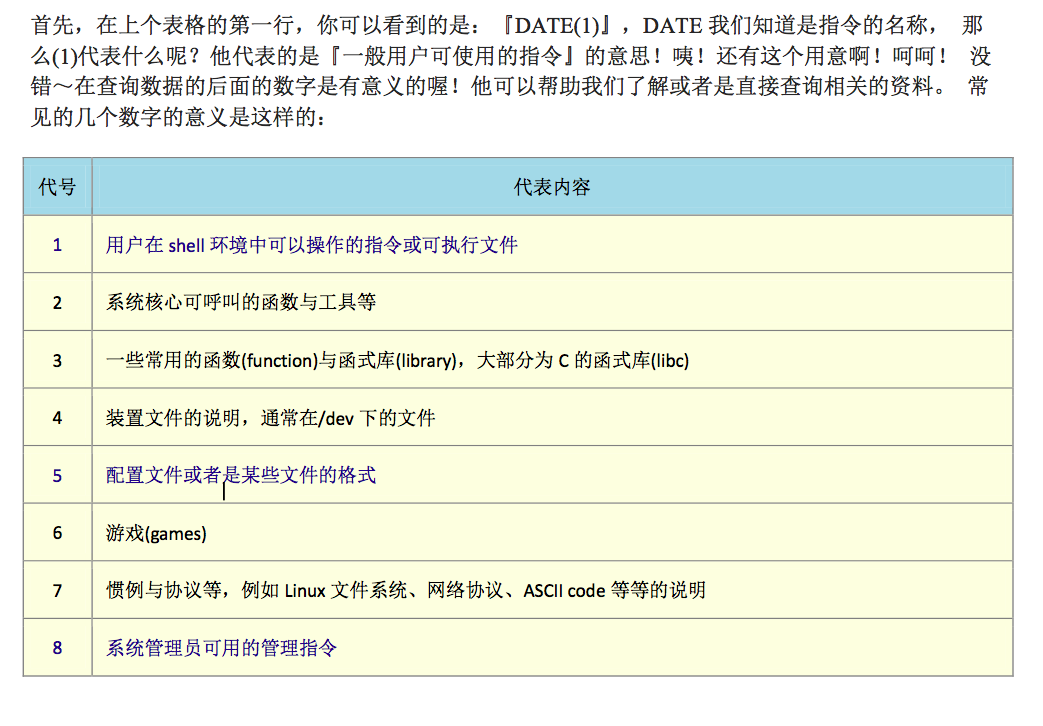 首先，在上个表格的第一行，你可以看到的是：『DATE(1)』，DATE 我们知道是指令的名称， 那
么(1)代表什么呢？他代表的是『一般用户可使用的指令』的意思！咦！还有这个用意啊！呵呵！ 没
错～在查询数据的后面的数字是有意义的喔！他可以帮助我们了解或者是直接查询相关的资料。 常
见的几个数字的意义是这样的：
代号 代表内容
1 用户在 shell 环境中可以操作的指令或可执行文件
2 系统核心可呼叫的函数与工具等
3 一些常用的函数(function)与函式库(library)，大部分为 C 的函式库(libc)
4 装置文件的说明，通常在/dev 下的文件
5 配置文件或者是某些文件的格式
6 游戏(games)
7 惯例与协议等，例如 Linux 文件系统、网络协议、ASCII code 等等的说明
8 系统管理员可用的管理指令